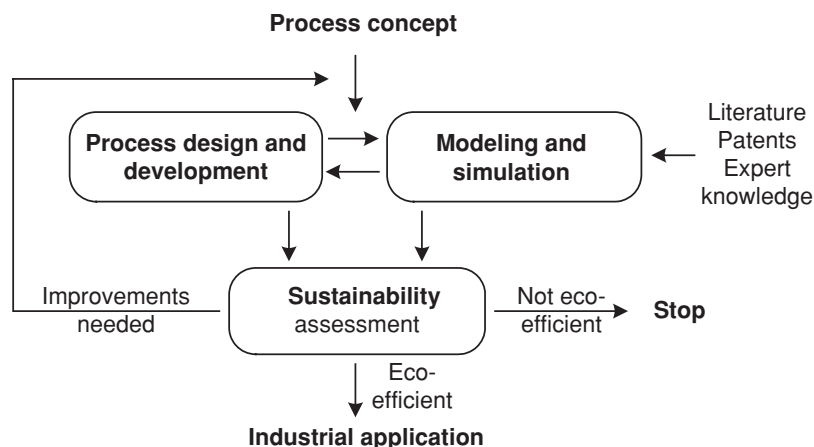 Process concept
Process design and
development
Modeling and
simulation
Literature
Patents
Expert
knowledge
Improvements
needed
Sustainability
assessment
Not eco-
efficient
Stop
Eco-
efficient
Industrial application